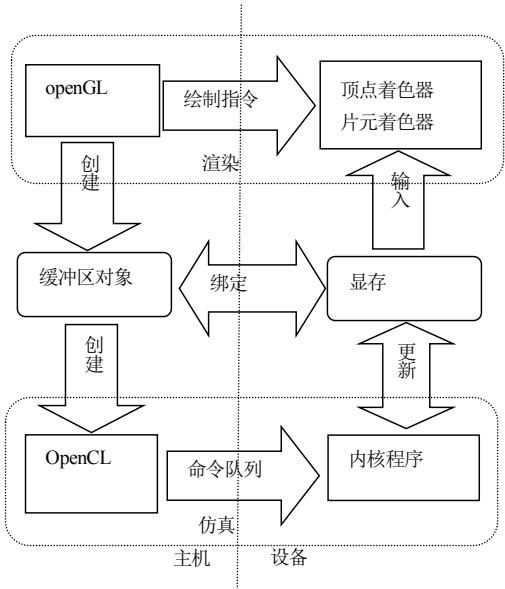 openGL
绘制指令
顶点着色器
片元着色器
渲染
创建
输入
缓冲区对象
绑定
显存
创建
更新
OpenCL
命令队列
内核程序
仿真
主机
设备